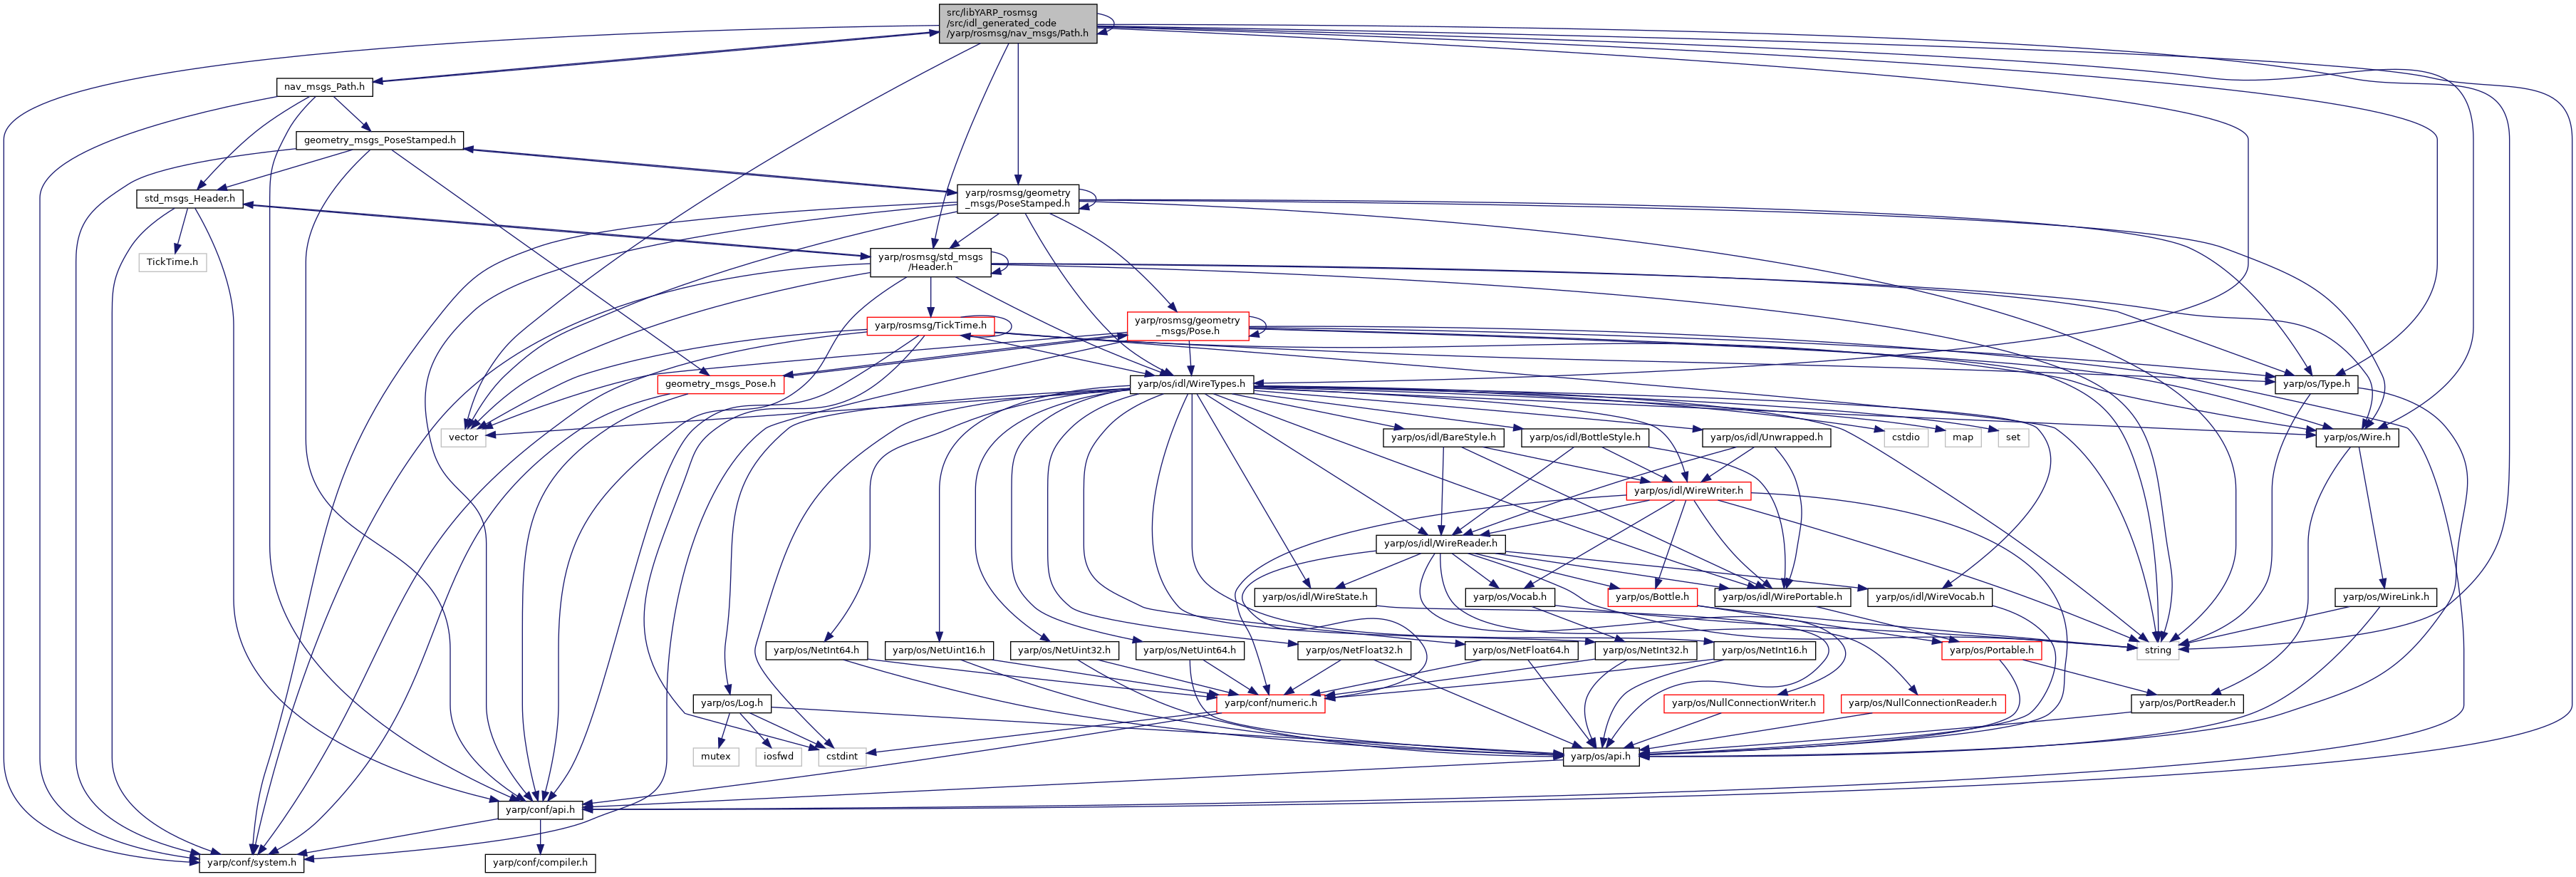 src/libYARP_rosmsg
/src/idl_generated_code
/yarp/rosmsg/nav_msgs/Path.h
nav_msgs_Path.h
geometry_msgs_PoseStamped.h
std_msgs_Header.h
yarp/rosmsg/geometry
_msgs/PoseStamped.h
TickTime.h
yarp/rosmsg/std_msgs
/Header.h
yarp/rosmsg/TickTime.h
yarp/rosmsg/geometry
_msgs/Pose.h
geometry_msgs_Pose.h
yarp/os/idl/WireTypes.h
yarp/os/Type.h
vector
yarp/os/idl/BareStyle.h
yarp/os/idl/BottleStyle.h
yarp/os/idl/Unwrapped.h
cstdio
map
set
yarp/os/Wire.h
yarp/os/idl/WireWriter.h
yarp/os/idl/WireReader.h
yarp/os/idl/WireState.h
yarp/os/Vocab.h
yarp/os/Bottle.h
yarp/os/idl/WirePortable.h
yarp/os/idl/WireVocab.h
yarp/os/WireLink.h
yarp/os/NetInt64.h
yarp/os/NetUint16.h
yarp/os/NetUint32.h
yarp/os/NetUint64.h
yarp/os/NetFloat32.h
yarp/os/NetFloat64.h
yarp/os/NetInt32.h
yarp/os/NetInt16.h
yarp/os/Portable.h
string
yarp/os/Log.h
yarp/conf/numeric.h
yarp/os/NullConnectionWriter.h
yarp/os/NullConnectionReader.h
yarp/os/PortReader.h
mutex
iosfwd
cstdint
yarp/os/api.h
yarp/conf/api.h
yarp/conf/system.h
yarp/conf/compiler.h